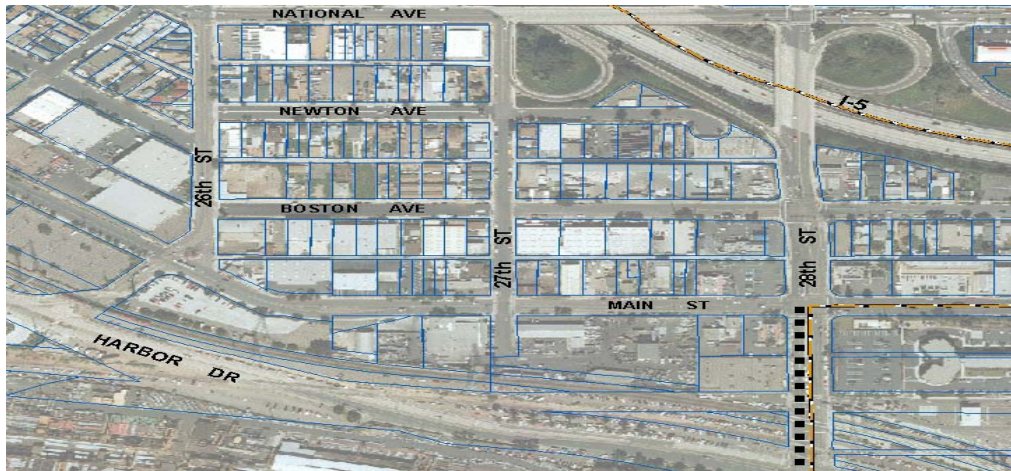 NATIONAL AVE
I-5
NEWTON AVE
26th ST
BOSTON AVE
27th ST
28th ST
MAIN ST
HARBOR DR